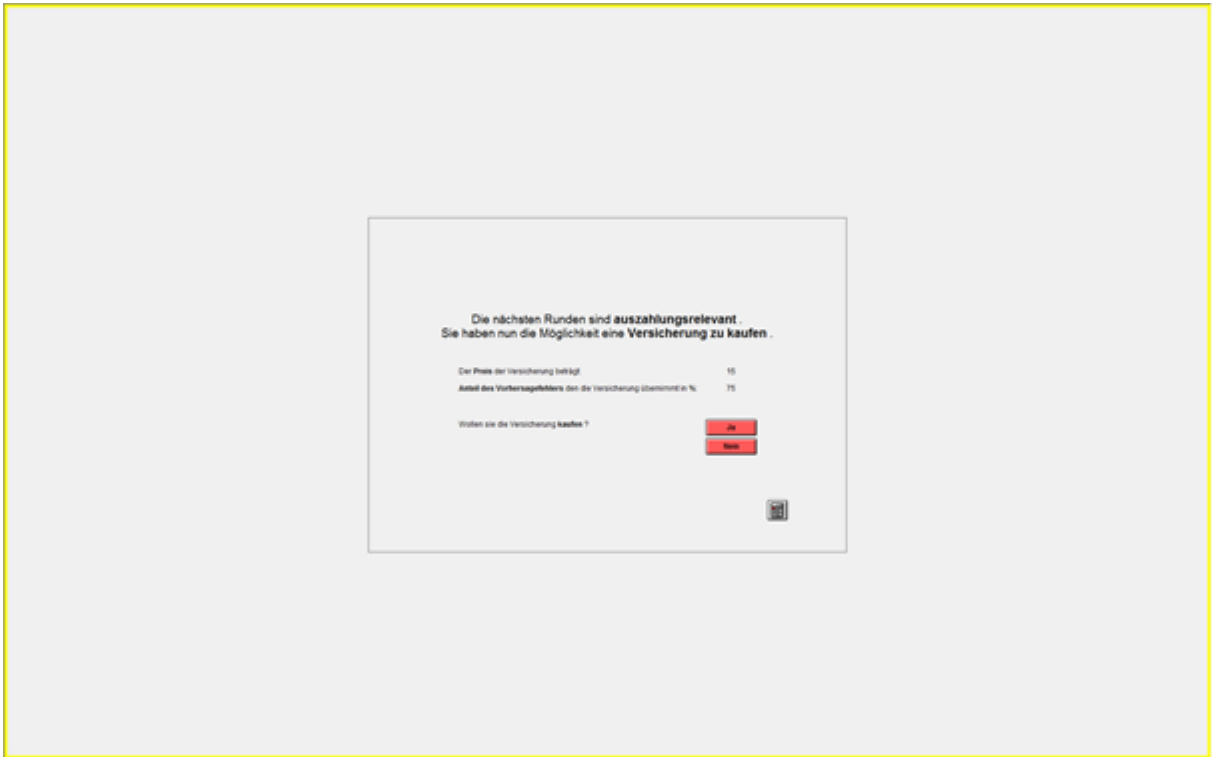 Die nächsten Runden sind auszahlungsrelevant .
Sie haben nun die Möglichkeit eine Versicherung zu kaufen .
Der Preis der Versicherung beträgt 15
Anteil des Vorhersagefehlers den die Versicherung übernimmt in %: 75
Wollen sie die Versicherung kaufen ?
Ja
Nein